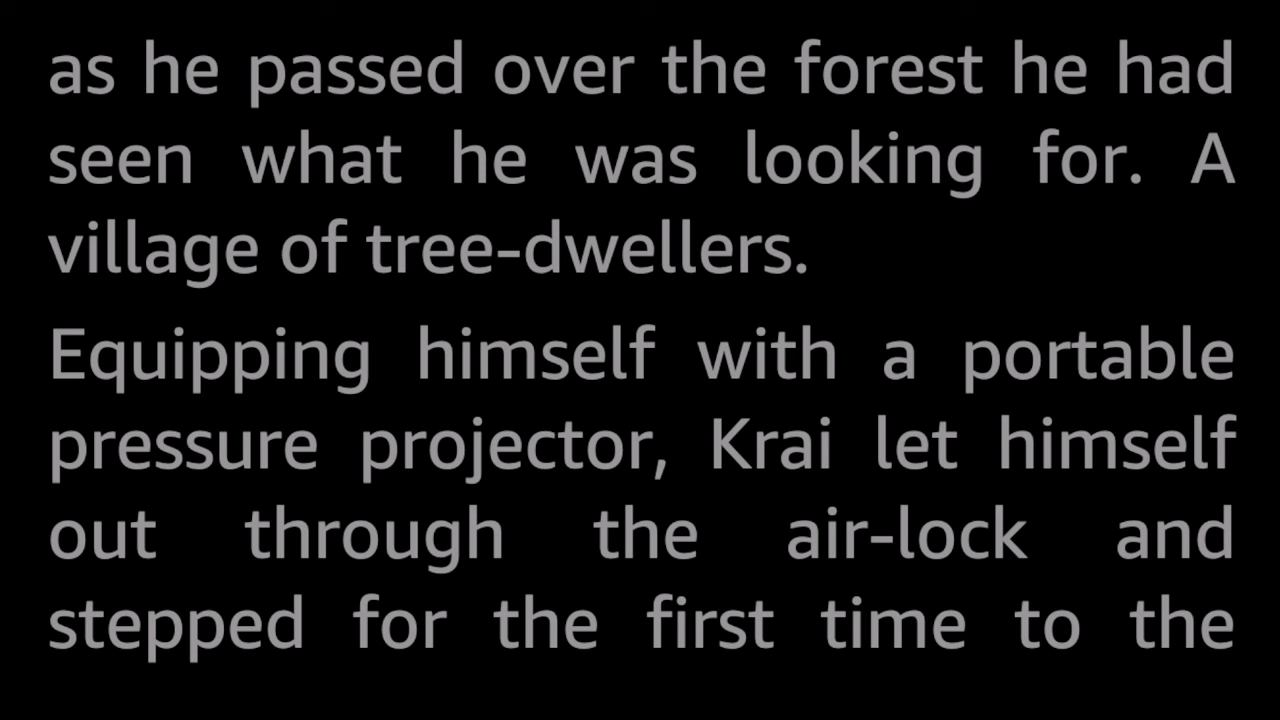 as he passed over the forest he had
seen what he was looking for. A
village of tree-dwellers.
Equipping himself with a portable
pressure projector, Krai let himself
out through the air-lock and
stepped for the first time to the